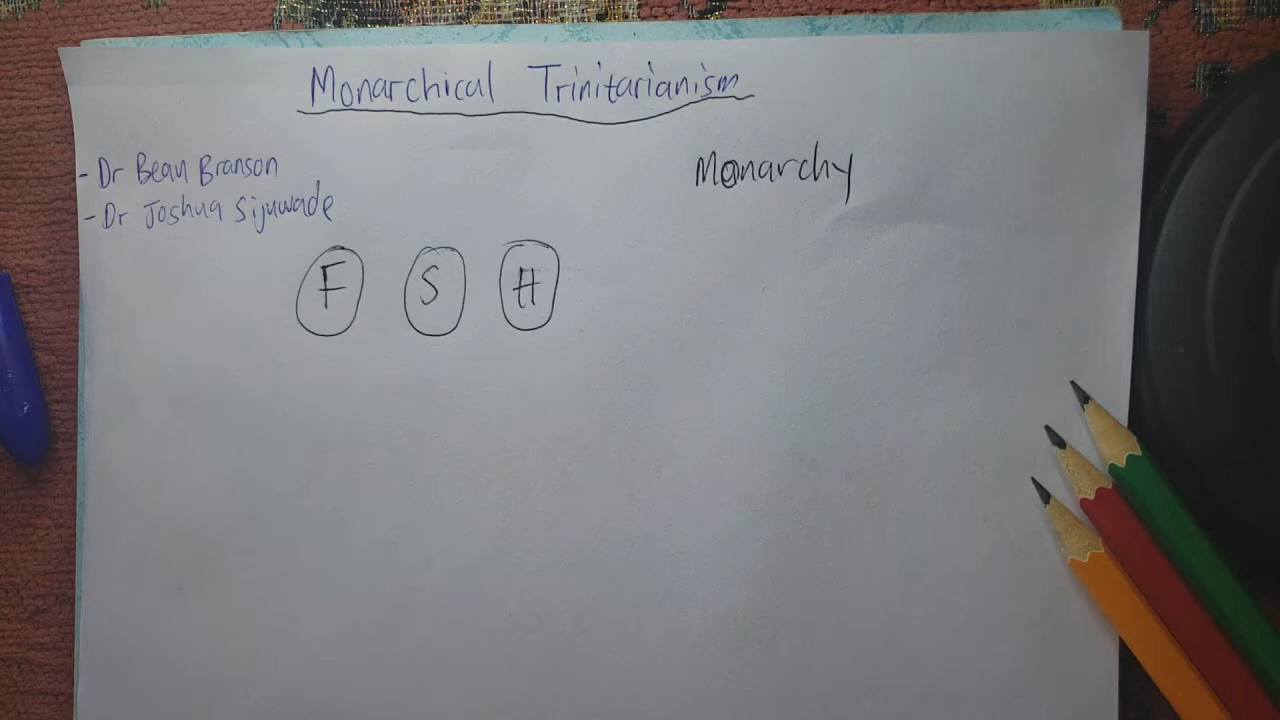 Monarchical Trinitarianism
- Dr Beau Branson
- Dr Joshua Sijuwade
Monarchy
F S H